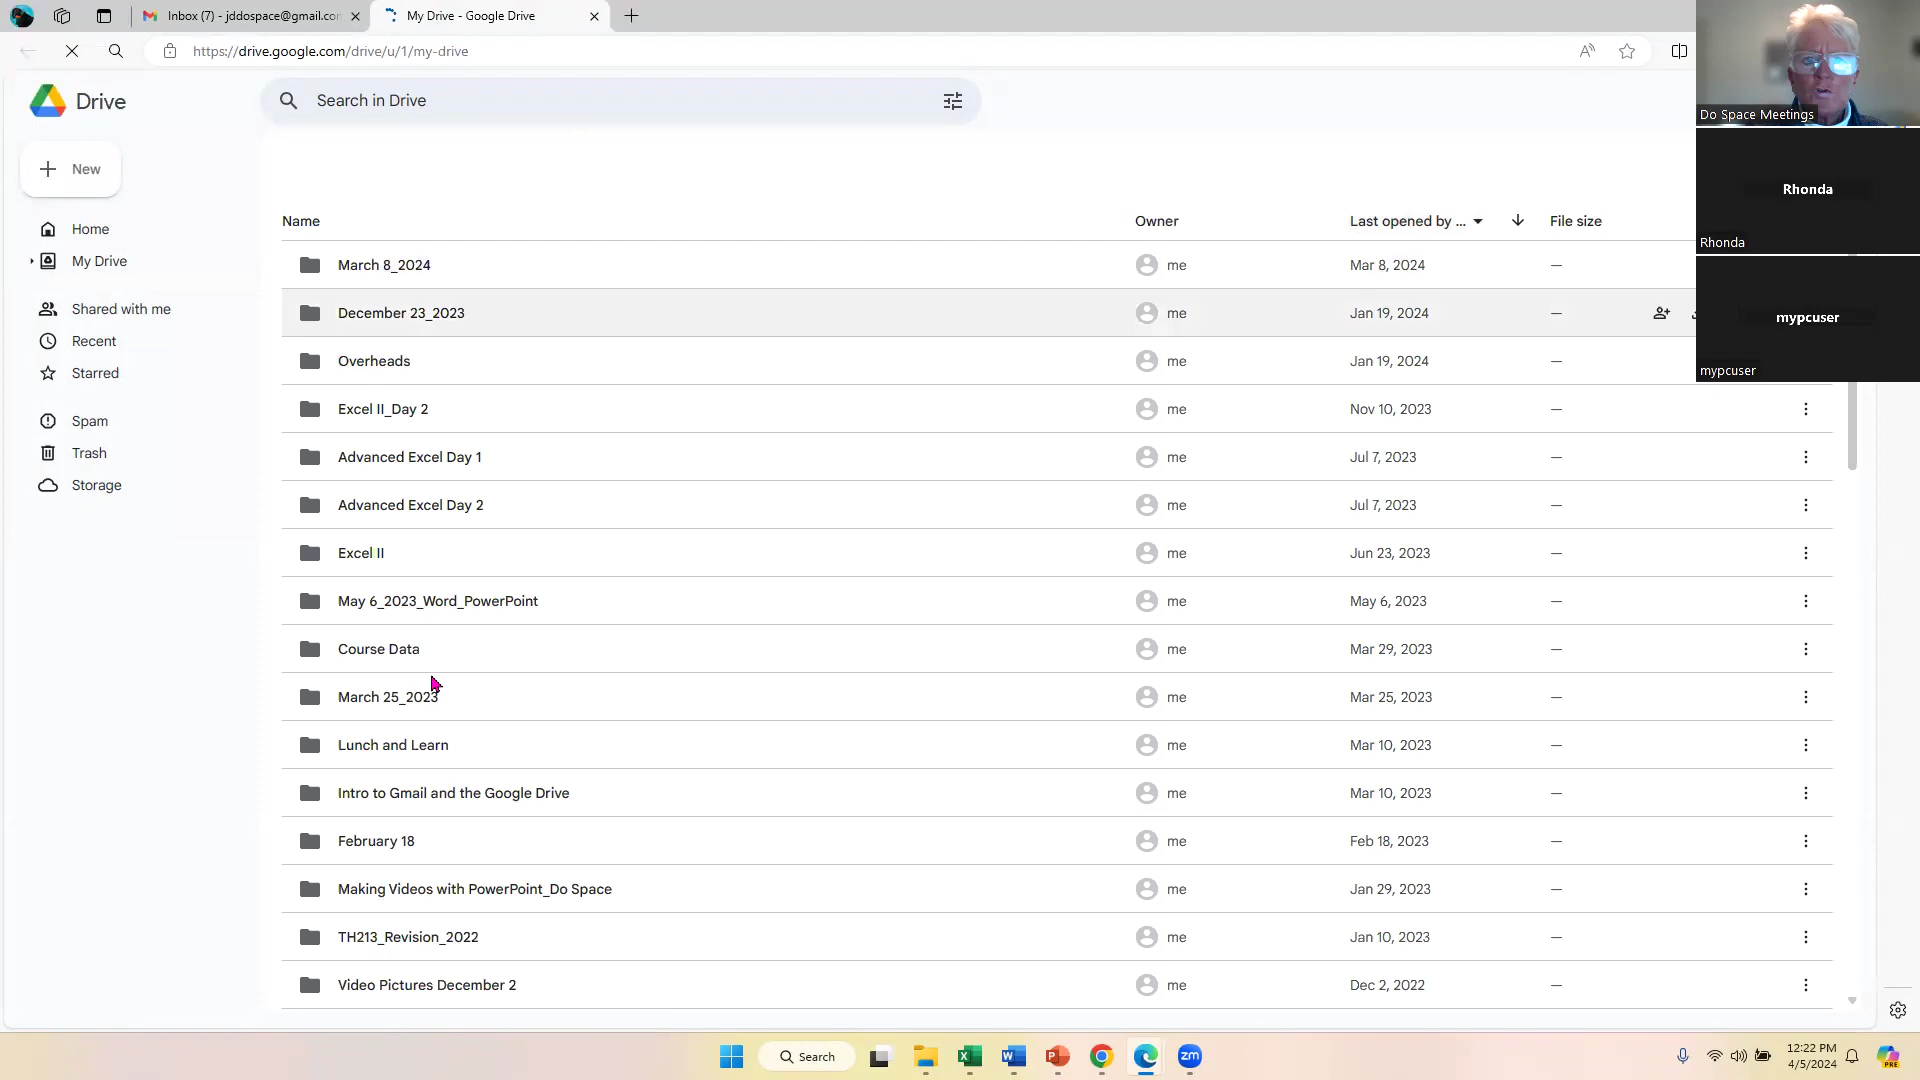 Inbox (7) - jddospace@gmail.co
My Drive - Google Drive
https://drive.google.com/drive/u/1/my-drive
Drive
Search in Drive
New
Home
My Drive
Shared with me
Recent
Starred
Spam
Trash
Storage
Name Owner Last opened by ... File size
March 8_2024 me Mar 8, 2024 —
December 23_2023 me Jan 19, 2024 —
Overheads me Jan 19, 2024 —
Excel II_Day 2 me Nov 10, 2023 —
Advanced Excel Day 1 me Jul 7, 2023 —
Advanced Excel Day 2 me Jul 7, 2023 —
Excel II me Jun 23, 2023 —
May 6_2023_Word_PowerPoint me May 6, 2023 —
Course Data me Mar 29, 2023 —
March 25_2023 me Mar 25, 2023 —
Lunch and Learn me Mar 10, 2023 —
Intro to Gmail and the Google Drive me Mar 10, 2023 —
February 18 me Feb 18, 2023 —
Making Videos with PowerPoint_Do Space me Jan 29, 2023 —
TH213_Revision_2022 me Jan 10, 2023 —
Video Pictures December 2 me Dec 2, 2022 —
Do Space Meetings
Rhonda
Rhonda
mypcuser
mypcuser
Search
zm
12:22 PM
4/5/2024
PRE